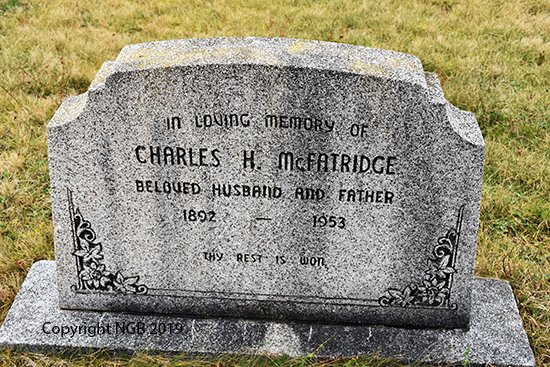 IN LOVING MEMORY OF
CHARLES H. McFATRIDGE
BELOVED HUSBAND AND FATHER
1892 — 1953
THY REST IS WON.
Copyright NGB 2019